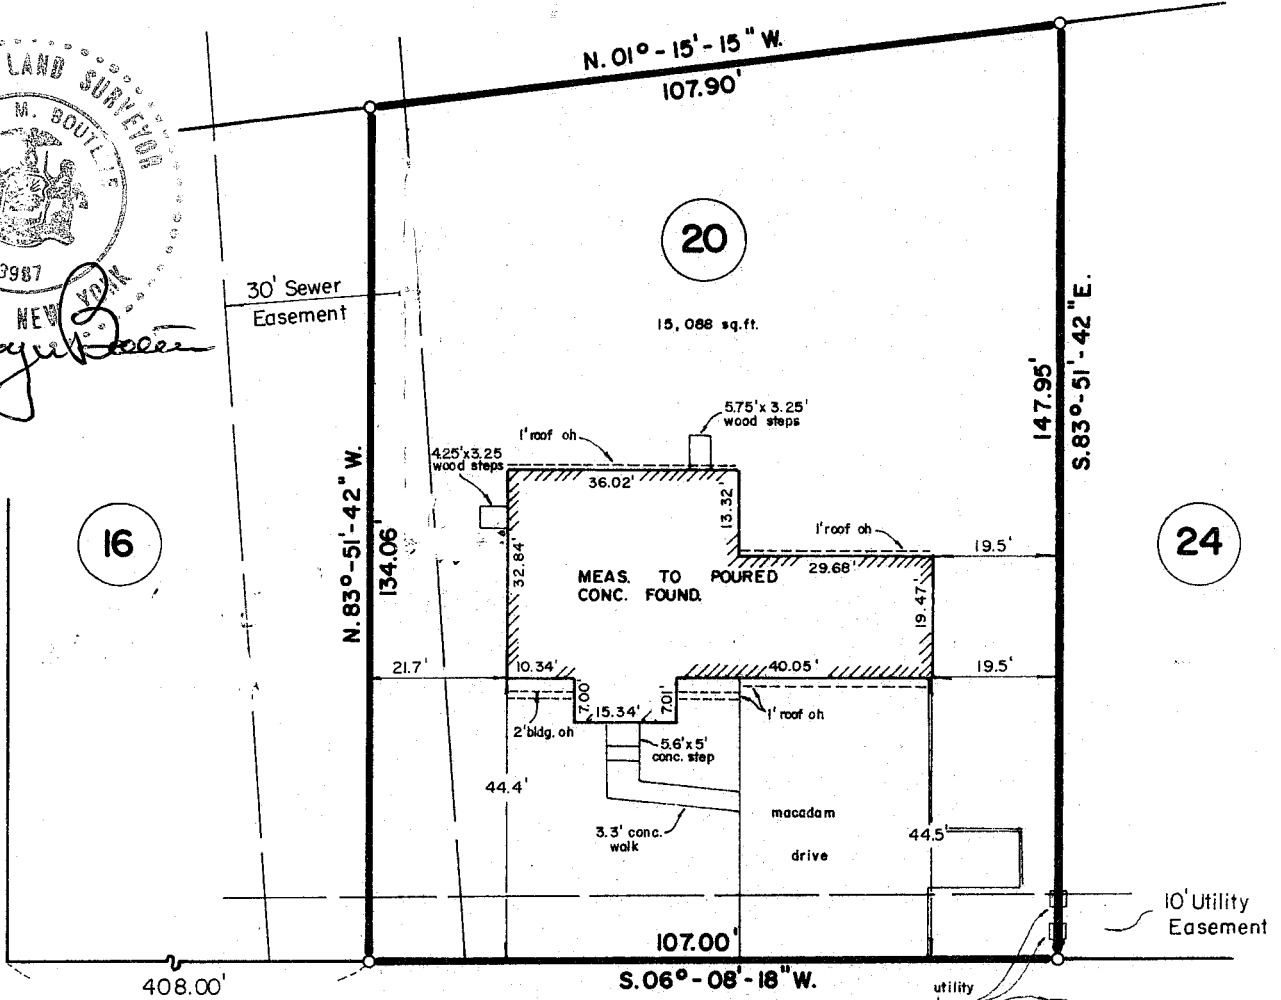 N. 01° - 15' - 15" W.
107.90'
LAND SURVEYOR
M.
3987
NEW YORK
20
15,088 sq.ft.
30' Sewer
Easement
147.95'
S. 83° - 51' - 42" E.
5.75' x 3.25'
wood steps
1' roof oh
4.25'x3.25
wood steps
36.02'
13.32'
N. 83° - 51' - 42" W.
134.06'
32.84'
16
24
1' roof oh
19.5'
29.68'
MEAS. TO POURED
CONC. FOUND.
19.47'
21.7'
10.34'
40.05'
19.5'
7.00'
15.34'
7.01'
2' bldg. oh
1' roof oh
5.6' x 5'
conc. step
44.4'
3.3' conc.
walk
macadam
drive
44.5'
10' Utility
Easement
107.00'
S. 06° - 08' - 18" W.
408.00'
utility